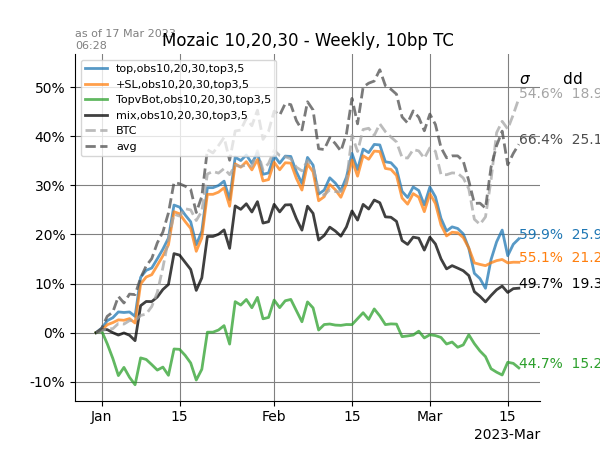 as of 17 Mar 2023
06:28
Mozaic 10,20,30 - Weekly, 10bp TC
top,obs10,20,30,top3,5
+SL,obs10,20,30,top3,5
TopvBot,obs10,20,30,top3,5
mix,obs10,20,30,top3,5
BTC
avg
σ dd
54.6% 18.9
66.4% 25.1
59.9% 25.9
55.1% 21.2
49.7% 19.3
44.7% 15.2
50%
40%
30%
20%
10%
0%
-10%
Jan 15 Feb 15 Mar 15
2023-Mar